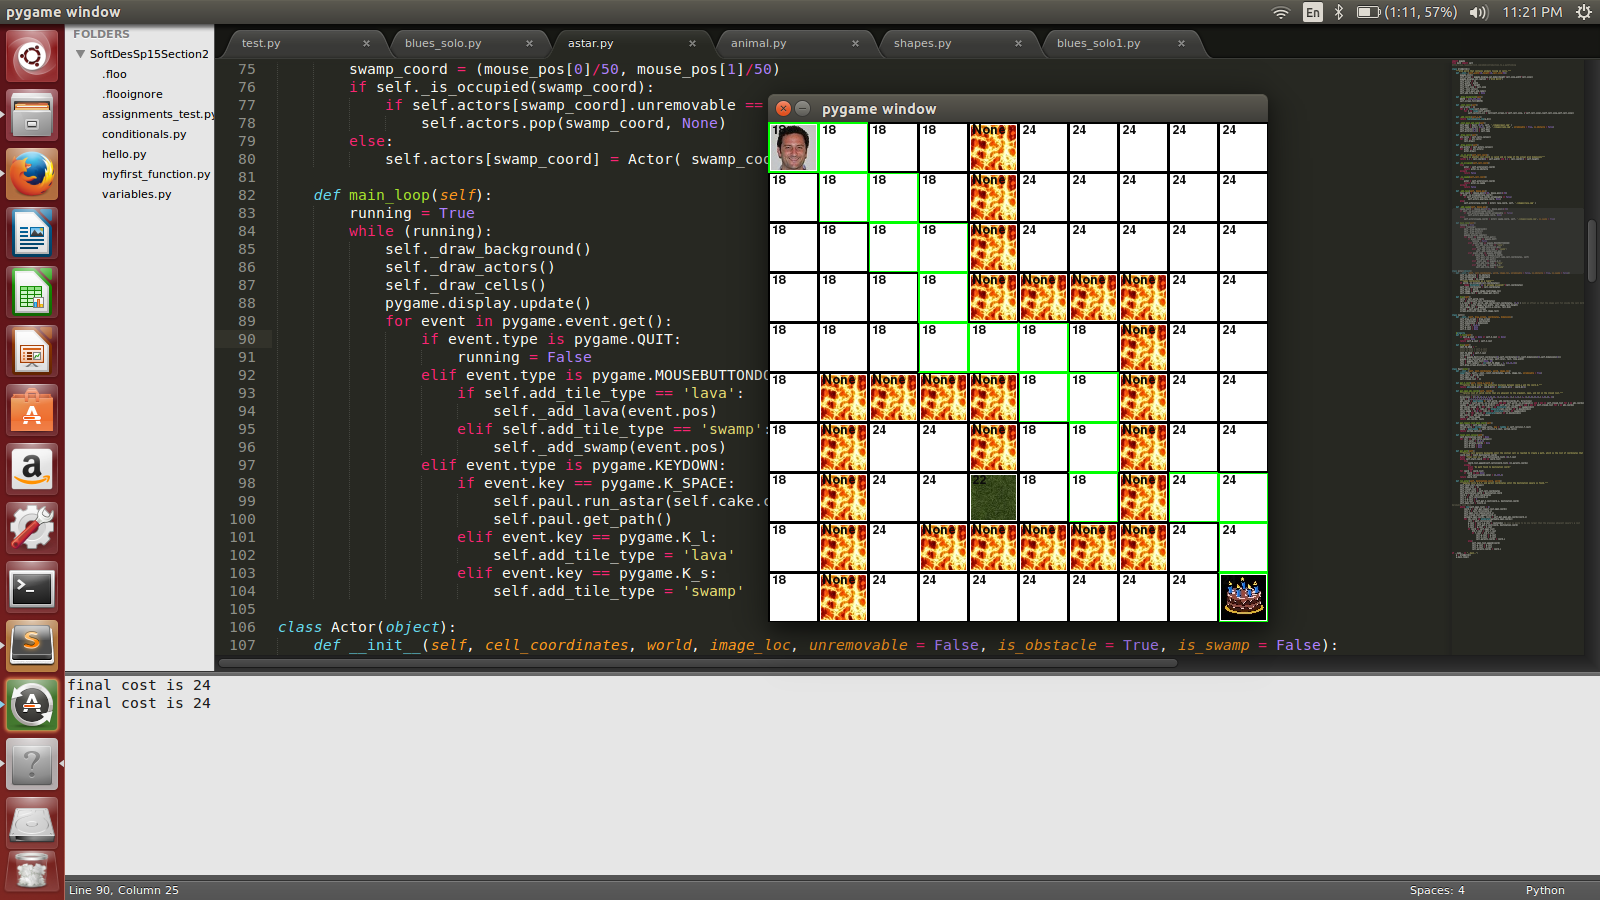 pygame window
En
(1:11, 57%)
11:21 PM
FOLDERS
SoftDesSp15Section2
.floo
.flooignore
assignments_test.py
conditionals.py
hello.py
myfirst_function.py
variables.py
test.py
blues_solo.py
astar.py
animal.py
shapes.py
blues_solo1.py
75 swamp_coord = (mouse_pos[0]/50, mouse_pos[1]/50)
76 if self._is_occupied(swamp_coord):
77 if self.actors[swamp_coord].unremovable ==
78 self.actors.pop(swamp_coord, None)
79 else:
80 self.actors[swamp_coord] = Actor( swamp_coo
81
82 def main_loop(self):
83 running = True
84 while (running):
85 self._draw_background()
86 self._draw_actors()
87 self._draw_cells()
88 pygame.display.update()
89 for event in pygame.event.get():
90 if event.type is pygame.QUIT:
91 running = False
92 elif event.type is pygame.MOUSEBUTTONDO
93 if self.add_tile_type == 'lava':
94 self._add_lava(event.pos)
95 elif self.add_tile_type == 'swamp':
96 self._add_swamp(event.pos)
97 elif event.type is pygame.KEYDOWN:
98 if event.key == pygame.K_SPACE:
99 self.paul.run_astar(self.cake.c
100 self.paul.get_path()
101 elif event.key == pygame.K_l:
102 self.add_tile_type = 'lava'
103 elif event.key == pygame.K_s:
104 self.add_tile_type = 'swamp'
105
106 class Actor(object):
107 def __init__(self, cell_coordinates, world, image_loc, unremovable = False, is_obstacle = True, is_swamp = False):
pygame window
18 18 18 18 None 24 24 24 24 24
18 18 18 18 None 24 24 24 24 24
18 18 18 18 None 24 24 24 24 24
18 18 18 18 None None None None 24 24
18 18 18 18 18 18 18 None 24 24
18 None None None None 18 18 None 24 24
18 None 24 24 None 18 18 None 24 24
18 None 24 24 22 18 18 None 24 24
18 None 24 None None None None None 24 24
18 None 24 24 24 24 24 24 24
final cost is 24
final cost is 24
Line 90, Column 25
Spaces: 4
Python